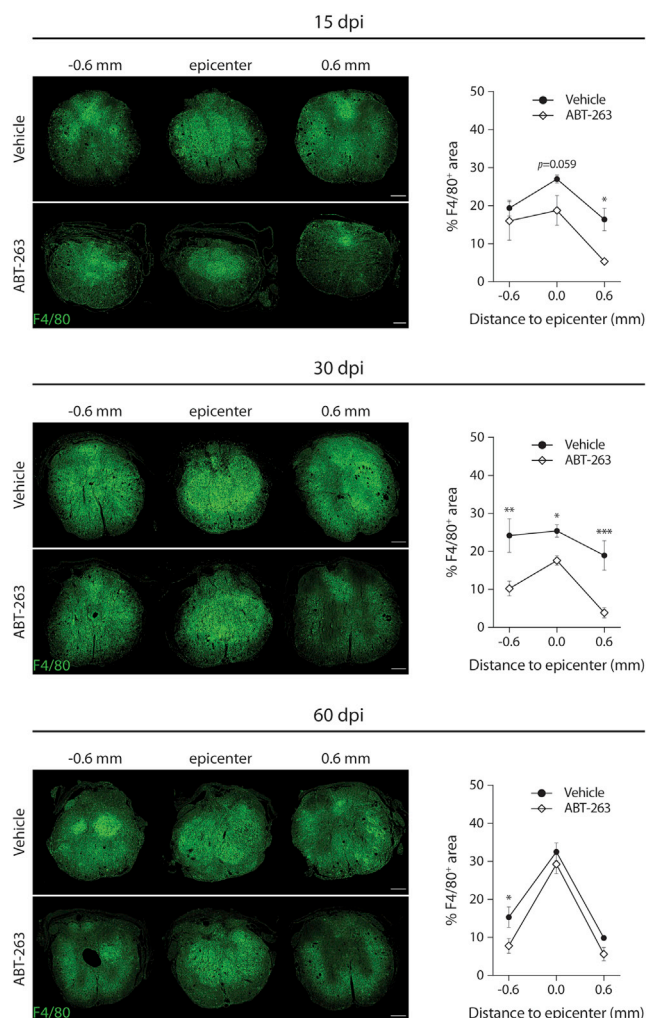 15 dpi
-0.6 mm epicenter 0.6 mm
Vehicle
ABT-263
F4/80
Vehicle
ABT-263
% F4/80+ area
50
40
30
20
10
0
p=0.059
*
-0.6 0.0 0.6
Distance to epicenter (mm)
30 dpi
-0.6 mm epicenter 0.6 mm
Vehicle
ABT-263
F4/80
Vehicle
ABT-263
% F4/80+ area
50
40
30
20
10
0
** * ***
-0.6 0.0 0.6
Distance to epicenter (mm)
60 dpi
-0.6 mm epicenter 0.6 mm
Vehicle
ABT-263
F4/80
Vehicle
ABT-263
% F4/80+ area
50
40
30
20
10
0
*
-0.6 0.0 0.6
Distance to epicenter (mm)